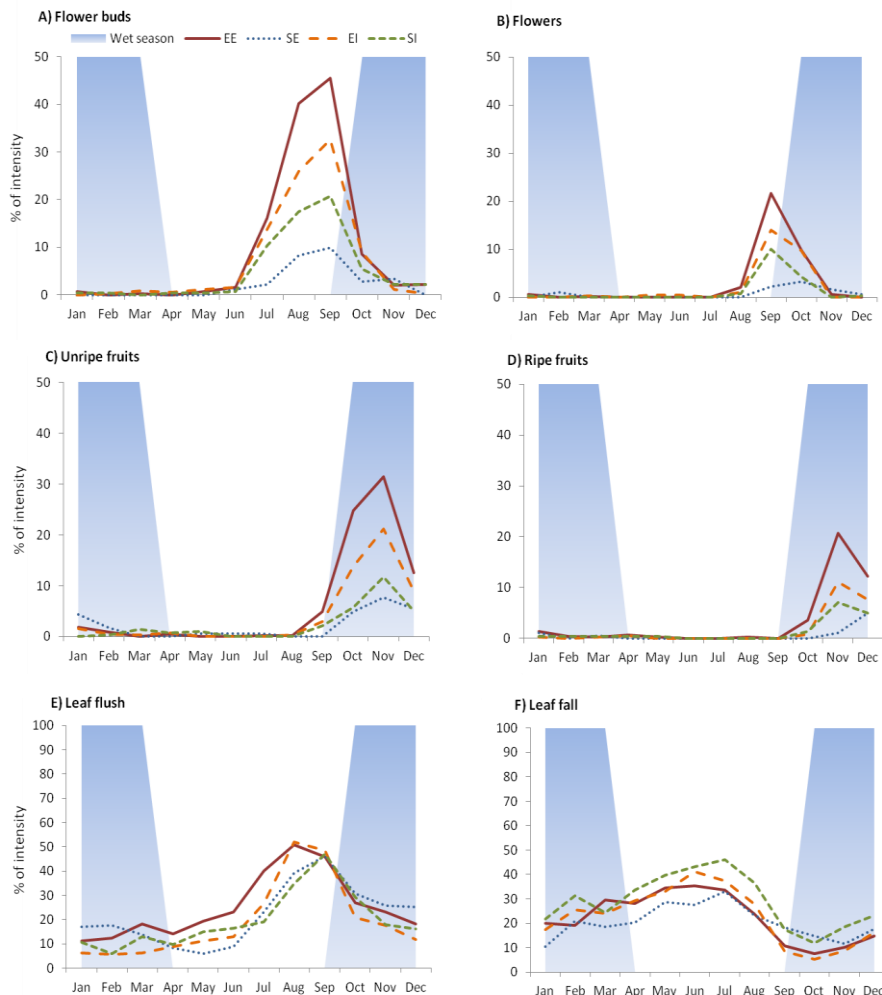 A) Flower buds
Wet season EE SE EI SI
50
40
30
20
10
0
% of intensity
Jan Feb Mar Apr May Jun Jul Aug Sep Oct Nov Dec
B) Flowers
50
40
30
20
10
0
Jan Feb Mar Apr May Jun Jul Aug Sep Oct Nov Dec
C) Unripe fruits
50
40
30
20
10
0
% of intensity
Jan Feb Mar Apr May Jun Jul Aug Sep Oct Nov Dec
D) Ripe fruits
50
40
30
20
10
0
Jan Feb Mar Apr May Jun Jul Aug Sep Oct Nov Dec
E) Leaf flush
100
90
80
70
60
50
40
30
20
10
0
% of intensity
Jan Feb Mar Apr May Jun Jul Aug Sep Oct Nov Dec
F) Leaf fall
100
90
80
70
60
50
40
30
20
10
0
Jan Feb Mar Apr May Jun Jul Aug Sep Oct Nov Dec